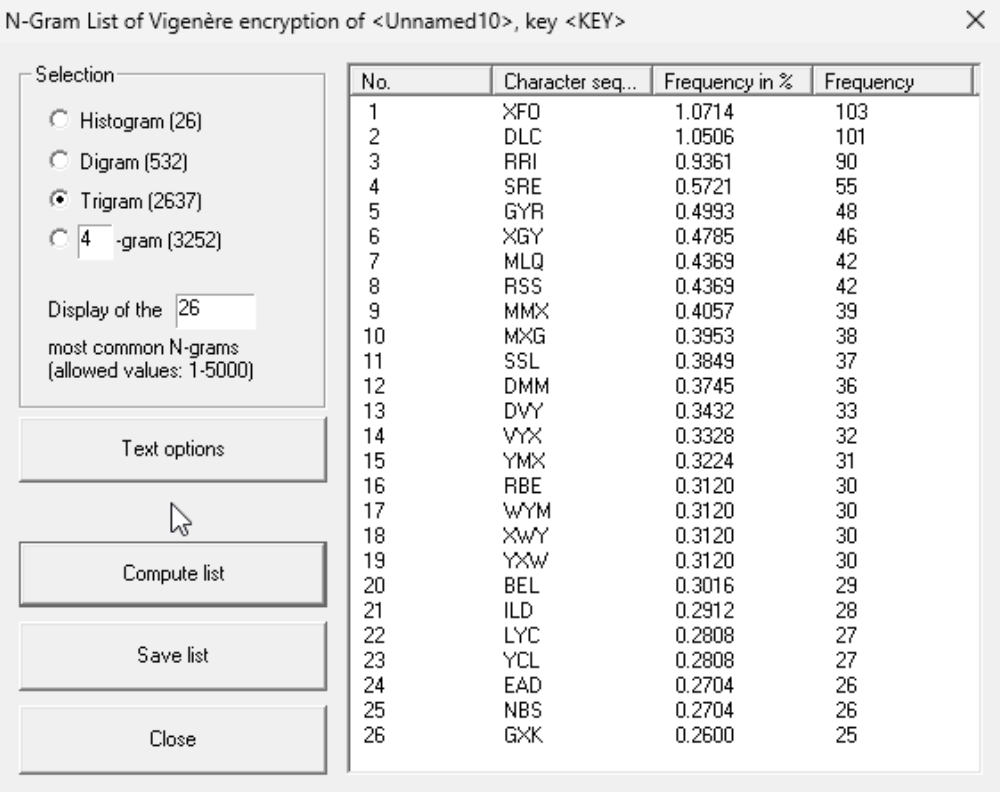 N-Gram List of Vigenère encryption of <Unnamed10>, key <KEY>
Selection
Histogram (26)
Digram (532)
Trigram (2637)
4 -gram (3252)
Display of the 26
most common N-grams
(allowed values: 1-5000)
Text options
Compute list
Save list
Close
No. Character seq... Frequency in % Frequency
1 XFO 1.0714 103
2 DLC 1.0506 101
3 RRI 0.9361 90
4 SRE 0.5721 55
5 GYR 0.4993 48
6 XGY 0.4785 46
7 MLQ 0.4369 42
8 RSS 0.4369 42
9 MMX 0.4057 39
10 MXG 0.3953 38
11 SSL 0.3849 37
12 DMM 0.3745 36
13 DVY 0.3432 33
14 VYX 0.3328 32
15 YMX 0.3224 31
16 RBE 0.3120 30
17 WYM 0.3120 30
18 XWY 0.3120 30
19 YXW 0.3120 30
20 BEL 0.3016 29
21 ILD 0.2912 28
22 LYC 0.2808 27
23 YCL 0.2808 27
24 EAD 0.2704 26
25 NBS 0.2704 26
26 GXK 0.2600 25